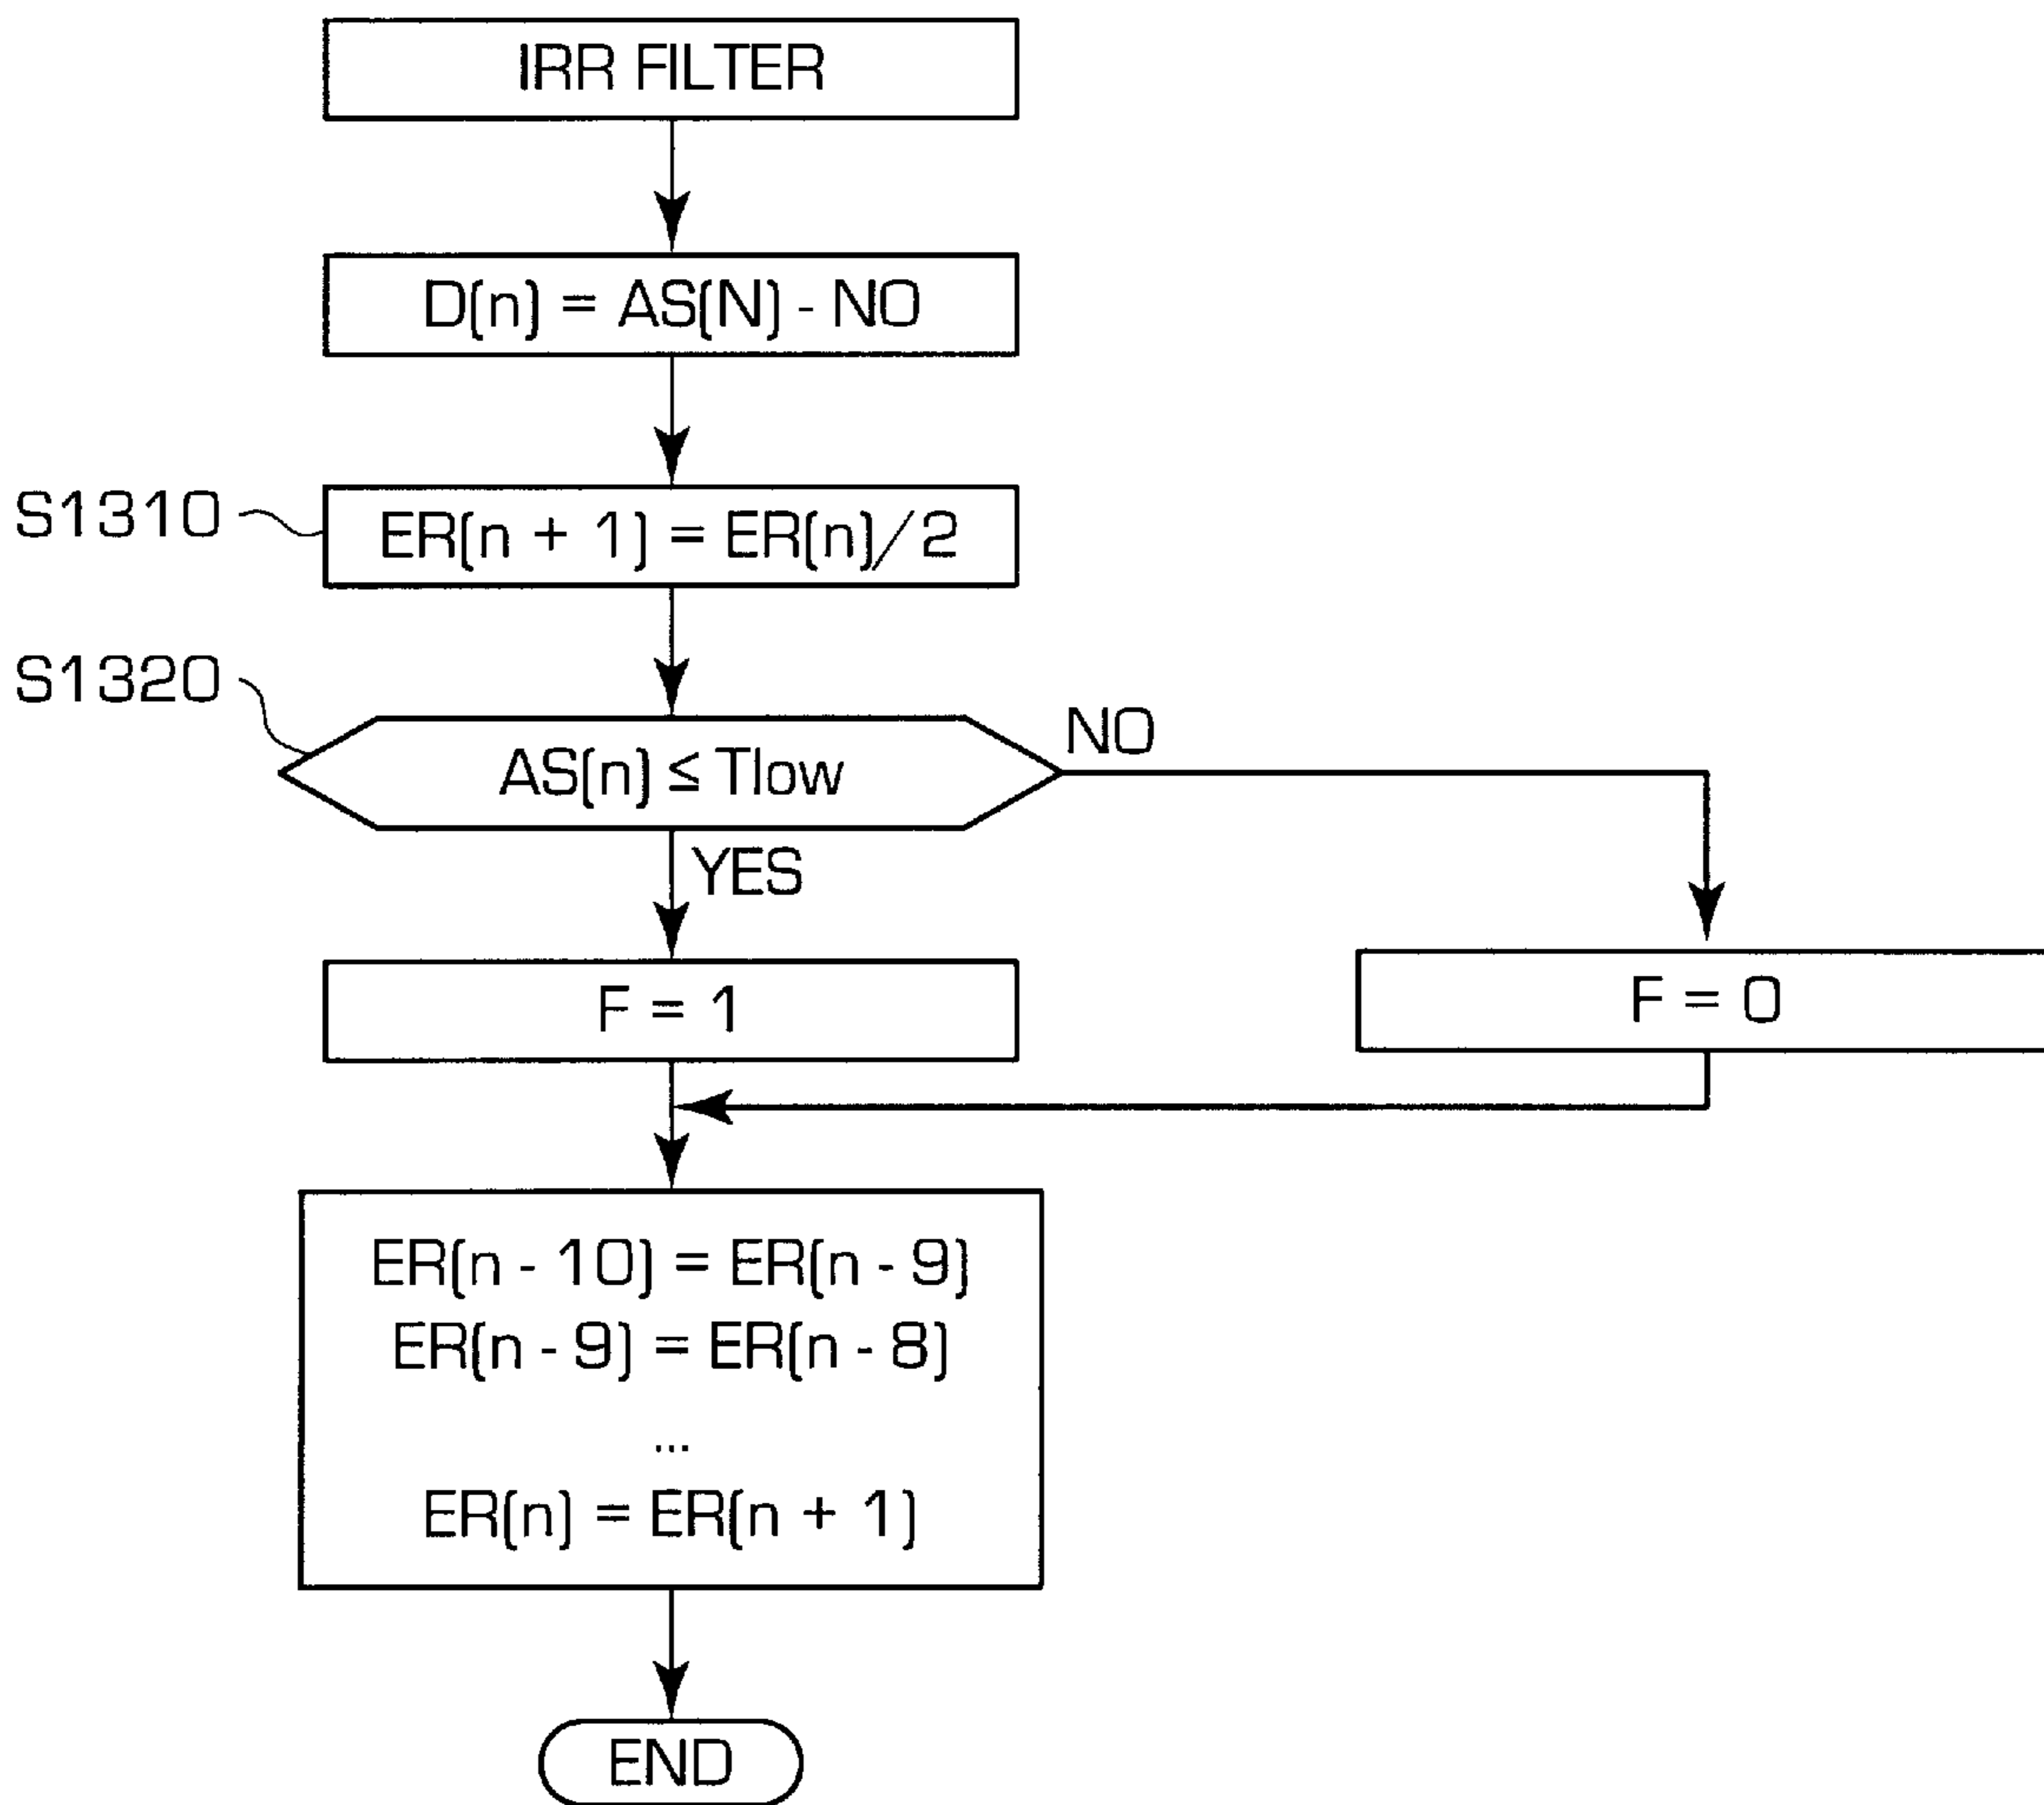 IRR FILTER
D(n) = AS(N) - NO
S1310
ER(n + 1) = ER(n)/2
S1320
AS(n) ≤ Tlow
NO
YES
F = 1
F = 0
ER(n - 10) = ER(n - 9)
ER(n - 9) = ER(n - 8)
...
ER(n) = ER(n + 1)
END